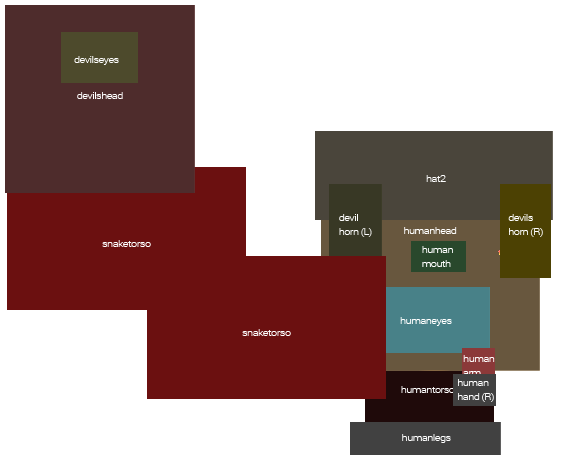 devilseyes
devilshead
hat2
devil
horn (L)
humanhead
devils
horn (R)
human
mouth
snaketorso
humaneyes
snaketorso
human
arm
human
hand (R)
humantorso
humanlegs